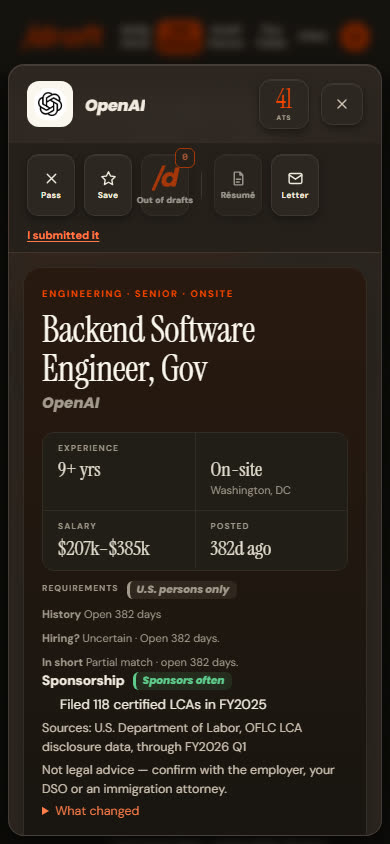 OpenAI
41
ATS
0
/d
Pass
Save
Out of drafts
Résumé
Letter
I submitted it
ENGINEERING · SENIOR · ONSITE
Backend Software
Engineer, Gov
OpenAI
EXPERIENCE
9+ yrs
On-site
Washington, DC
SALARY
$207k–$385k
POSTED
382d ago
REQUIREMENTS U.S. persons only
History Open 382 days
Hiring? Uncertain · Open 382 days.
In short Partial match · open 382 days.
Sponsorship Sponsors often
Filed 118 certified LCAs in FY2025
Sources: U.S. Department of Labor, OFLC LCA
disclosure data, through FY2026 Q1
Not legal advice — confirm with the employer, your
DSO or an immigration attorney.
What changed